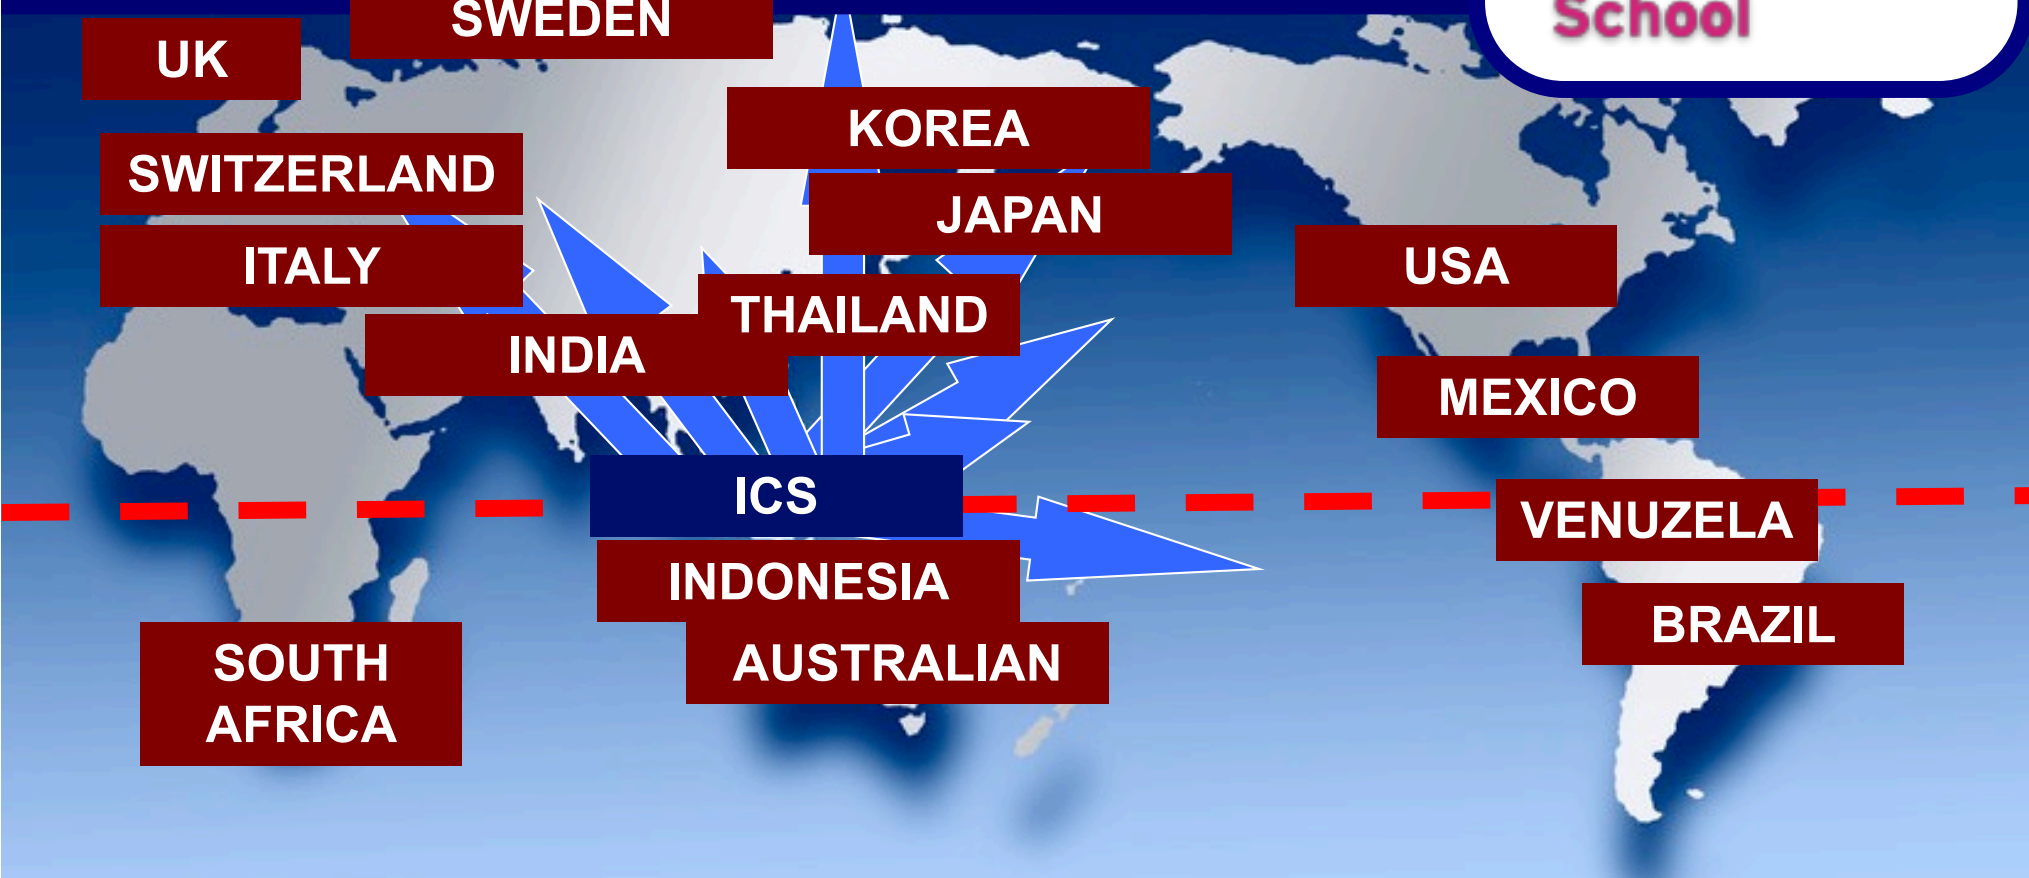 SWEDEN
School
UK
KOREA
SWITZERLAND
JAPAN
ITALY
USA
THAILAND
INDIA
MEXICO
ICS
VENUZELA
INDONESIA
BRAZIL
AUSTRALIAN
SOUTH
AFRICA